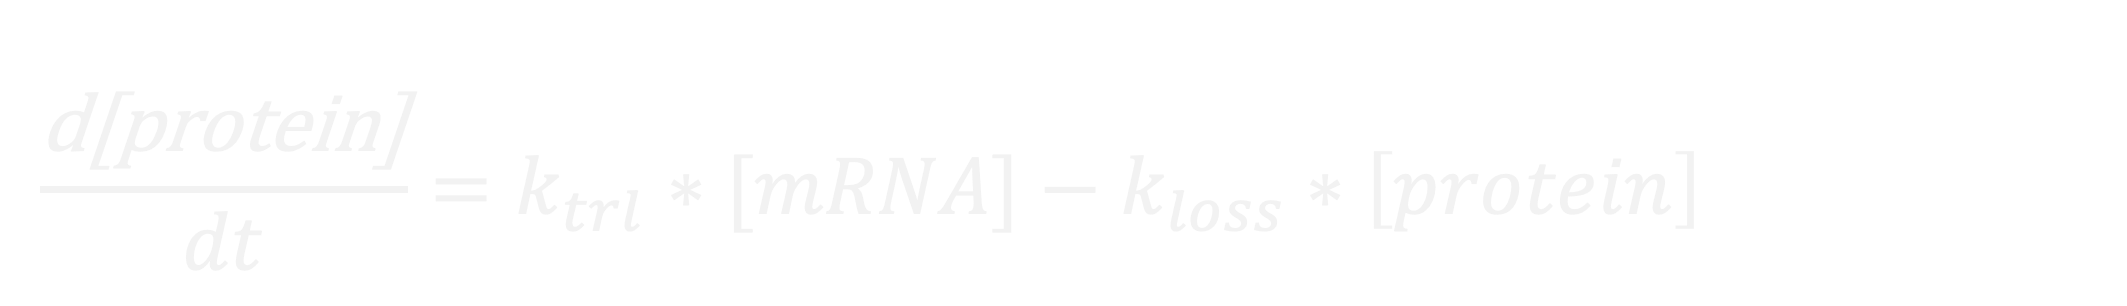 d[protein]/dt = k_trl * [mRNA] − k_loss * [protein]